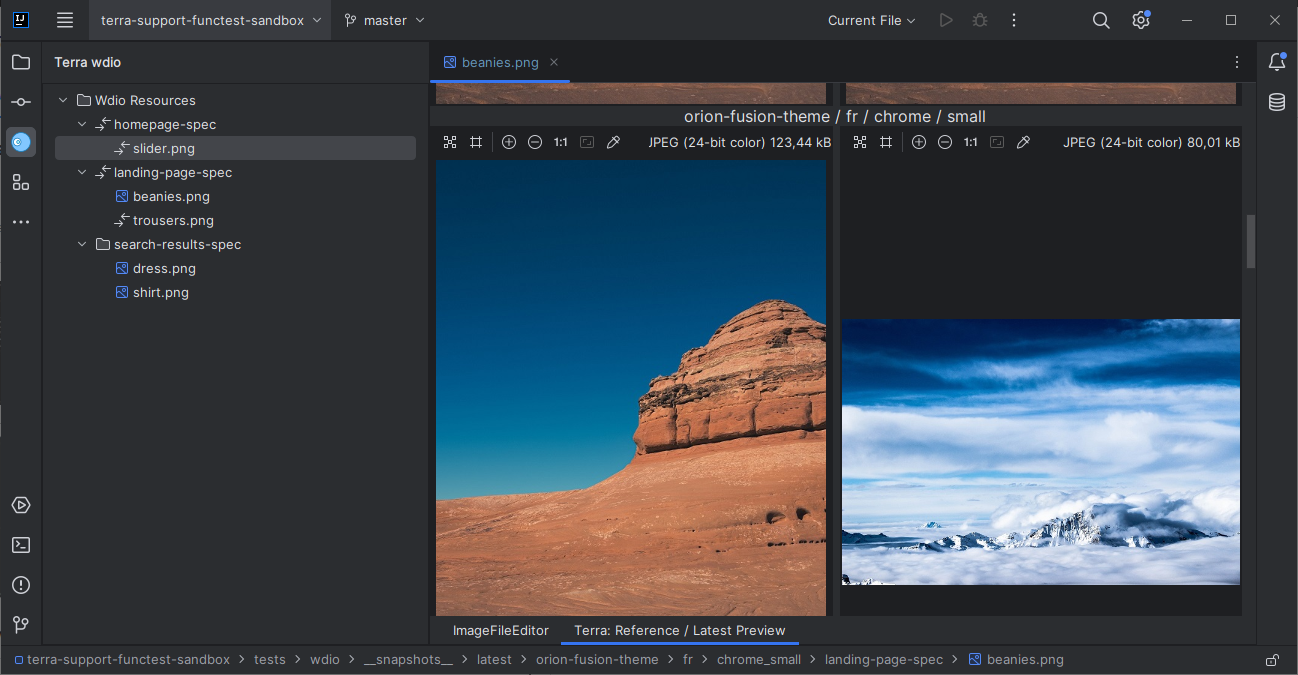 terra-support-functest-sandbox master Current File
Terra wdio
beanies.png
Wdio Resources
homepage-spec
slider.png
landing-page-spec
beanies.png
trousers.png
search-results-spec
dress.png
shirt.png
orion-fusion-theme / fr / chrome / small
1:1 JPEG (24-bit color) 123,44 kB
1:1 JPEG (24-bit color) 80,01 kB
ImageFileEditor Terra: Reference / Latest Preview
terra-support-functest-sandbox > tests > wdio > __snapshots__ > latest > orion-fusion-theme > fr > chrome_small > landing-page-spec > beanies.png